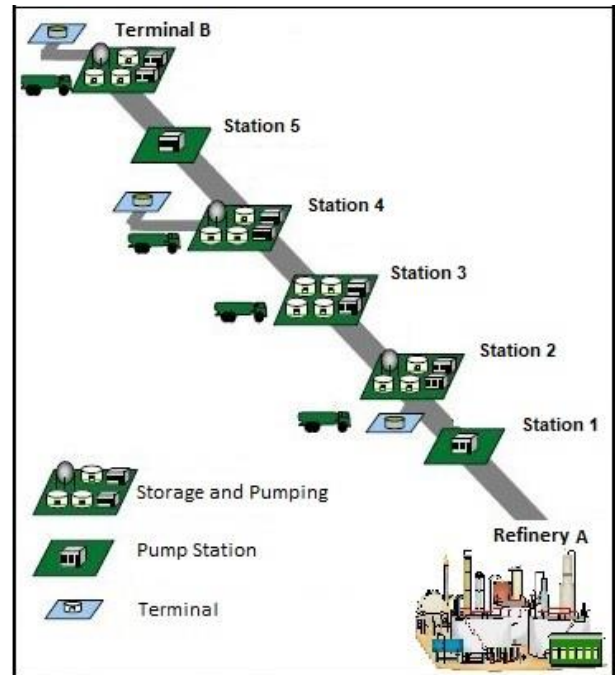 Terminal B
Station 5
Station 4
Station 3
Station 2
Station 1
Refinery A
Storage and Pumping
Pump Station
Terminal